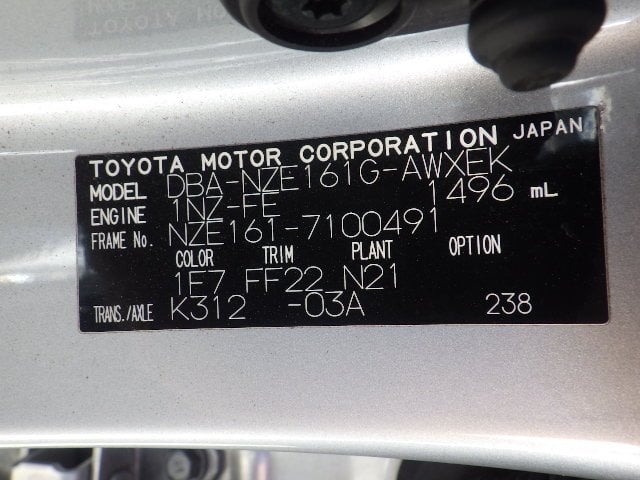 TOYOTA MOTOR CORPORATION JAPAN
MODEL DBA-NZE161G-AWXEK
ENGINE 1NZ-FE 1496 mL
FRAME No. NZE161-7100491
COLOR TRIM PLANT OPTION
1E7 FF22 N21
TRANS./AXLE K312 -03A 238